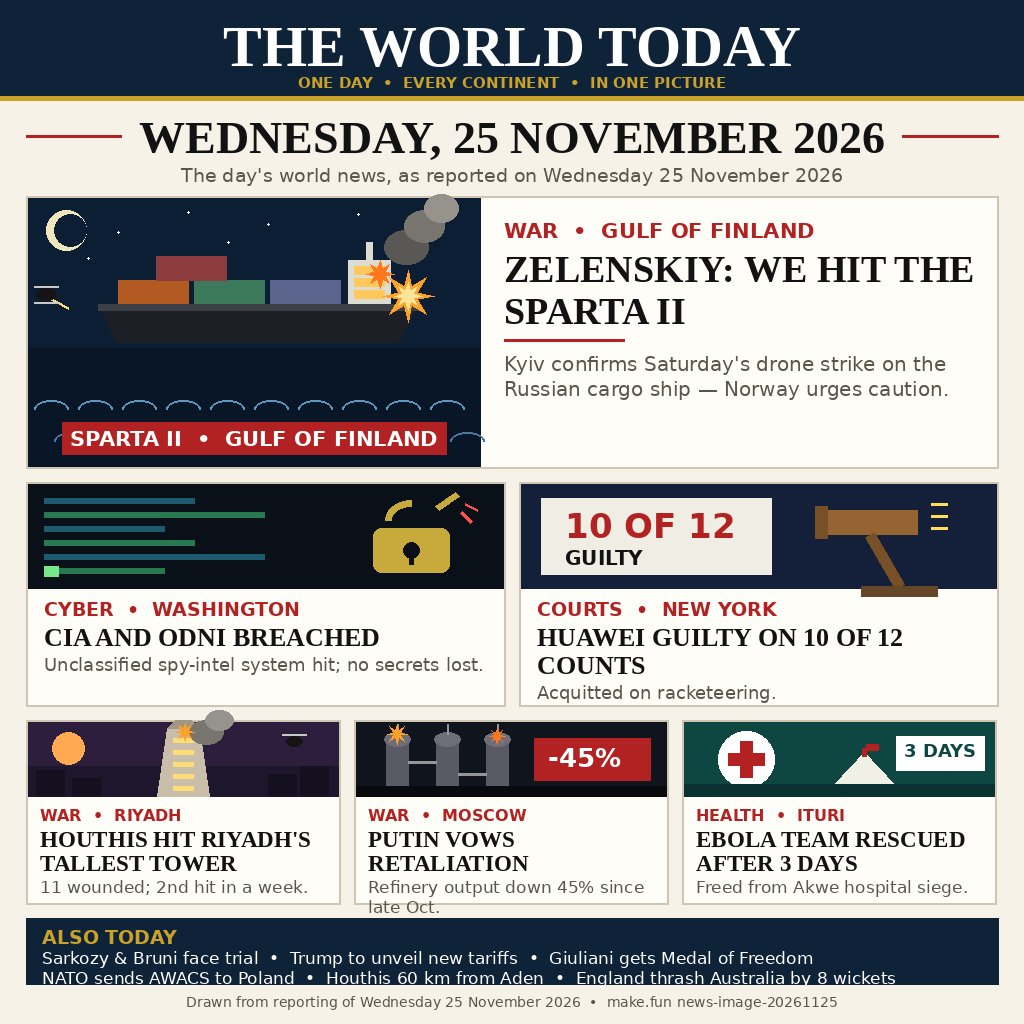 THE WORLD TODAY
ONE DAY • EVERY CONTINENT • IN ONE PICTURE
WEDNESDAY, 25 NOVEMBER 2026
The day's world news, as reported on Wednesday 25 November 2026
WAR • GULF OF FINLAND
ZELENSKIY: WE HIT THE
SPARTA II
Kyiv confirms Saturday's drone strike on the
Russian cargo ship — Norway urges caution.
SPARTA II • GULF OF FINLAND
CYBER • WASHINGTON
CIA AND ODNI BREACHED
Unclassified spy-intel system hit; no secrets lost.
10 OF 12
GUILTY
COURTS • NEW YORK
HUAWEI GUILTY ON 10 OF 12
COUNTS
Acquitted on racketeering.
WAR • RIYADH
HOUTHIS HIT RIYADH'S
TALLEST TOWER
11 wounded; 2nd hit in a week.
-45%
WAR • MOSCOW
PUTIN VOWS
RETALIATION
Refinery output down 45% since
late Oct.
3 DAYS
HEALTH • ITURI
EBOLA TEAM RESCUED
AFTER 3 DAYS
Freed from Akwe hospital siege.
ALSO TODAY
Sarkozy & Bruni face trial • Trump to unveil new tariffs • Giuliani gets Medal of Freedom
NATO sends AWACS to Poland • Houthis 60 km from Aden • England thrash Australia by 8 wickets
Drawn from reporting of Wednesday 25 November 2026 • make.fun news-image-20261125